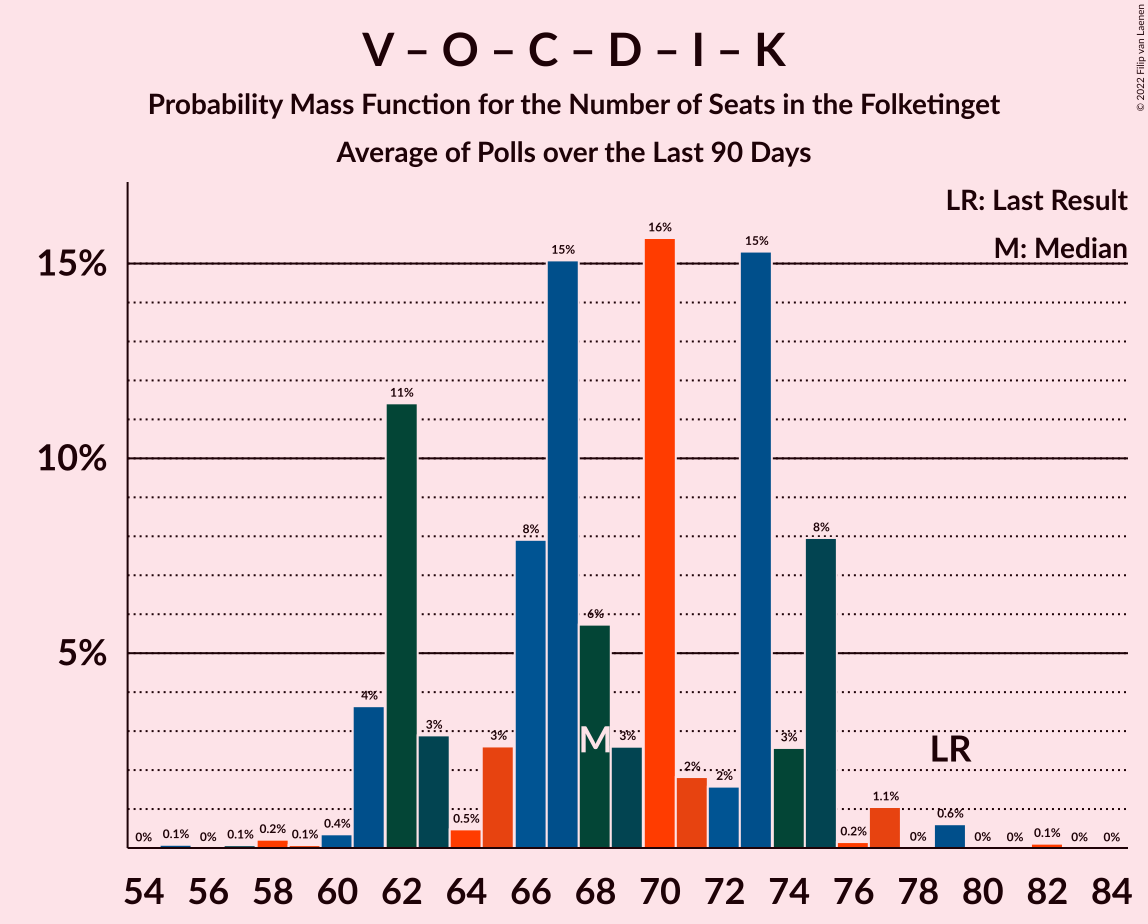 V – O – C – D – I – K
Probability Mass Function for the Number of Seats in the Folketinget
Average of Polls over the Last 90 Days
© 2022 Filip van Laenen
LR: Last Result
M: Median
15%
10%
5%
0% 0.1% 0% 0.1% 0.2% 0.1% 0.4% 4% 11% 3% 0.5% 3% 8% 15% 6% 3% 16% 2% 2% 15% 3% 8% 0.2% 1.1% 0% 0.6% 0% 0% 0.1% 0% 0%
M
LR
54 56 58 60 62 64 66 68 70 72 74 76 78 80 82 84